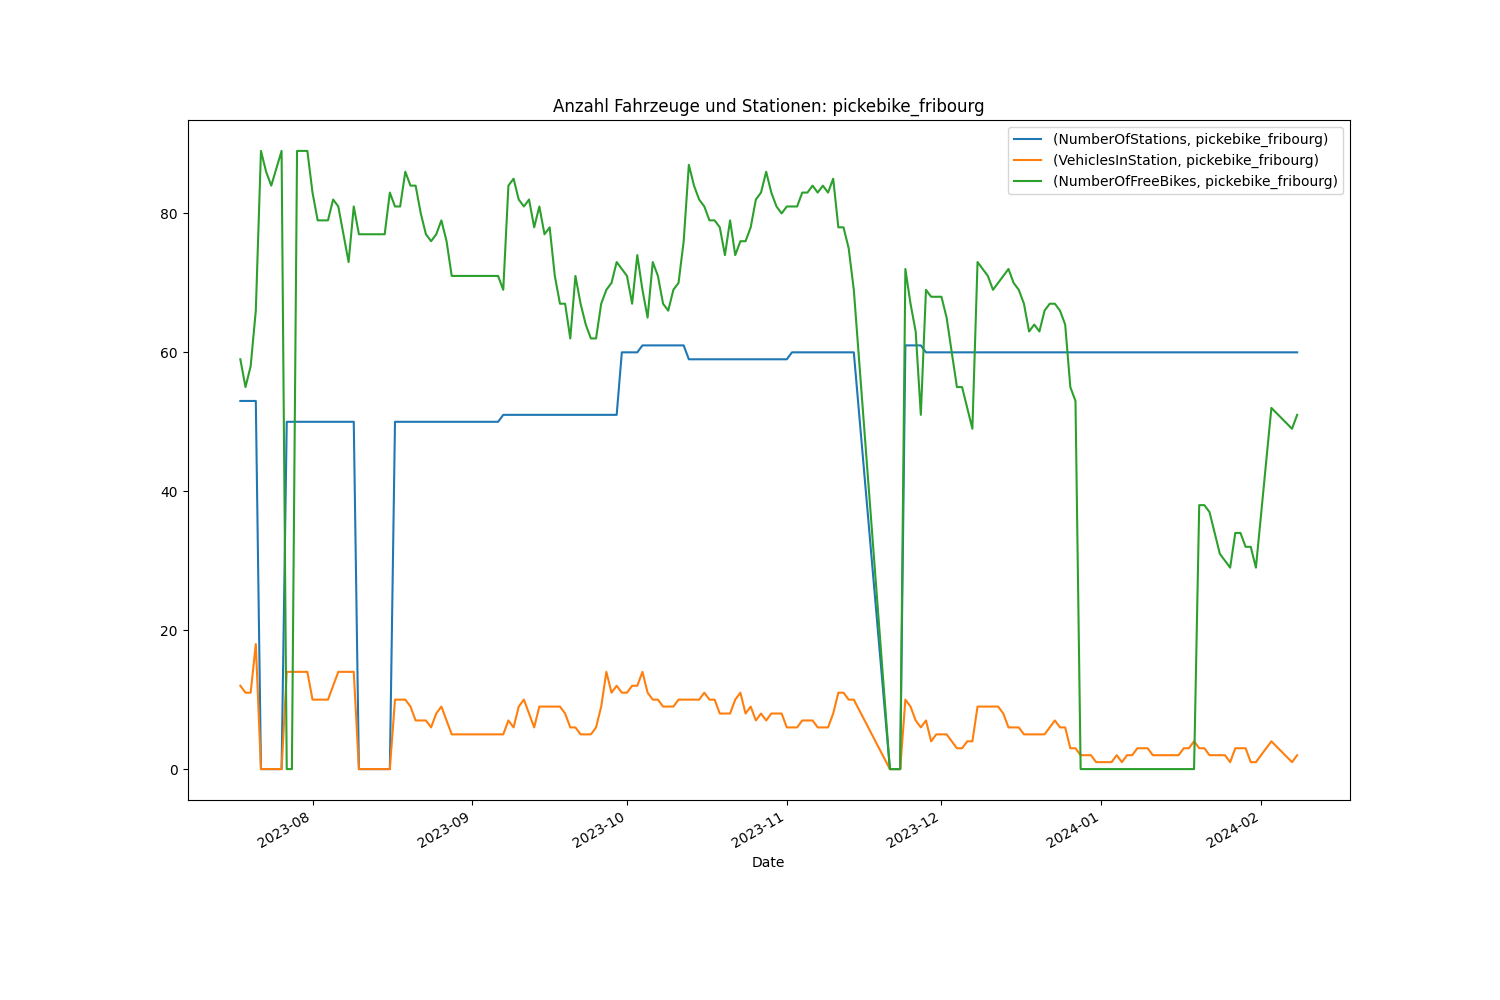 Anzahl Fahrzeuge und Stationen: pickebike_fribourg
(NumberOfStations, pickebike_fribourg)
(VehiclesInStation, pickebike_fribourg)
(NumberOfFreeBikes, pickebike_fribourg)
80
60
40
20
0
2023-08
2023-09
2023-10
2023-11
2023-12
2024-01
2024-02
Date